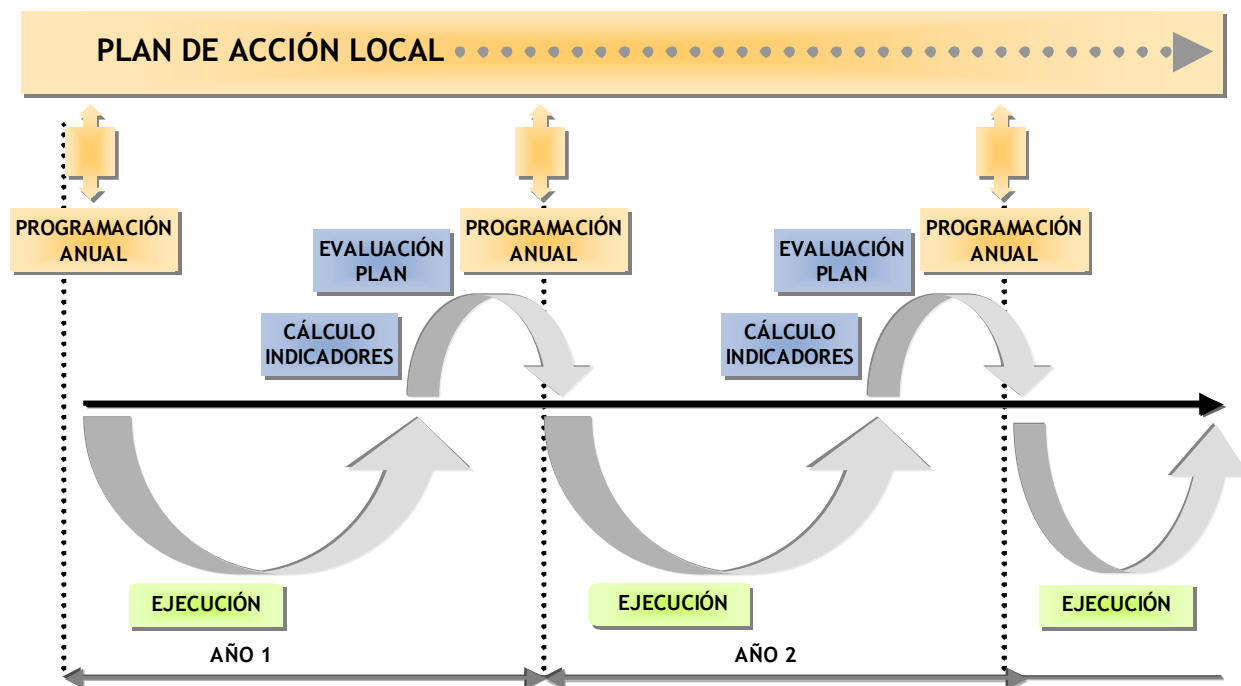 PLAN DE ACCIÓN LOCAL
PROGRAMACIÓN
ANUAL
EVALUACIÓN
PLAN
PROGRAMACIÓN
ANUAL
EVALUACIÓN
PLAN
PROGRAMACIÓN
ANUAL
CÁLCULO
INDICADORES
CÁLCULO
INDICADORES
EJECUCIÓN
EJECUCIÓN
EJECUCIÓN
AÑO 1
AÑO 2